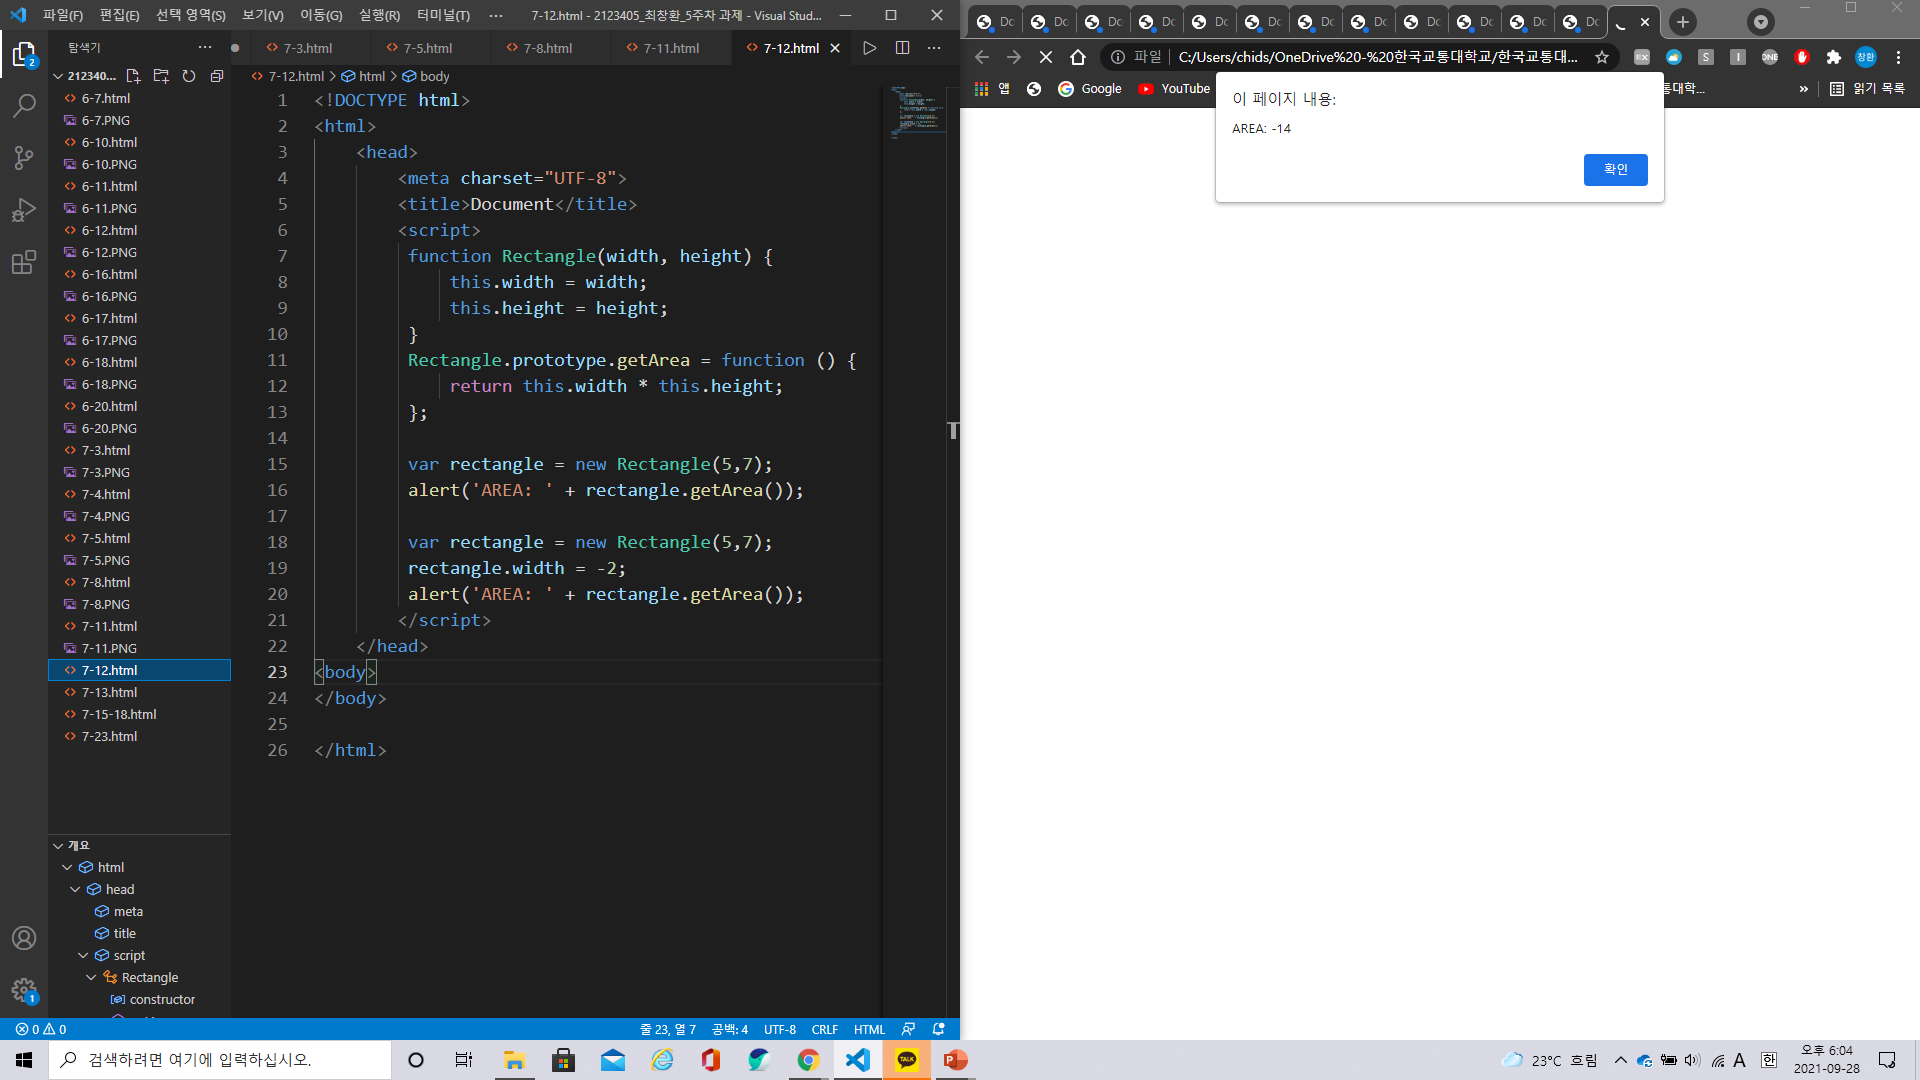 파일(F) 편집(E) 선택 영역(S) 보기(V) 이동(G) 실행(R) 터미널(T) ··· 7-12.html - 2123405_최창환_5주차 과제 - Visual Stud...
탐색기 ···
7-3.html 7-5.html 7-8.html 7-11.html 7-12.html
212340...
7-12.html > html > body
6-7.html
6-7.PNG
6-10.html
6-10.PNG
6-11.html
6-11.PNG
6-12.html
6-12.PNG
6-16.html
6-16.PNG
6-17.html
6-17.PNG
6-18.html
6-18.PNG
6-20.html
6-20.PNG
7-3.html
7-3.PNG
7-4.html
7-4.PNG
7-5.html
7-5.PNG
7-8.html
7-8.PNG
7-11.html
7-11.PNG
7-12.html
7-13.html
7-15-18.html
7-23.html
개요
html
head
meta
title
script
Rectangle
constructor
1 <!DOCTYPE html>
2 <html>
3 <head>
4 <meta charset="UTF-8">
5 <title>Document</title>
6 <script>
7 function Rectangle(width, height) {
8 this.width = width;
9 this.height = height;
10 }
11 Rectangle.prototype.getArea = function () {
12 return this.width * this.height;
13 };
14
15 var rectangle = new Rectangle(5,7);
16 alert('AREA: ' + rectangle.getArea());
17
18 var rectangle = new Rectangle(5,7);
19 rectangle.width = -2;
20 alert('AREA: ' + rectangle.getArea());
21 </script>
22 </head>
23 <body>
24 </body>
25
26 </html>
2
1
0 0
줄 23, 열 7 공백: 4 UTF-8 CRLF HTML
Dc Dc Dc Dc Dc Dc Dc Dc Dc Dc Dc Dc
파일 C:/Users/chids/OneDrive%20-%20한국교통대학교/한국교통대...
EX S I ONE 창환
앱 Google YouTube 통대학... » 읽기 목록
이 페이지 내용:
AREA: -14
확인
검색하려면 여기에 입력하십시오.
TALK
23°C 흐림 A 한
오후 6:04
2021-09-28